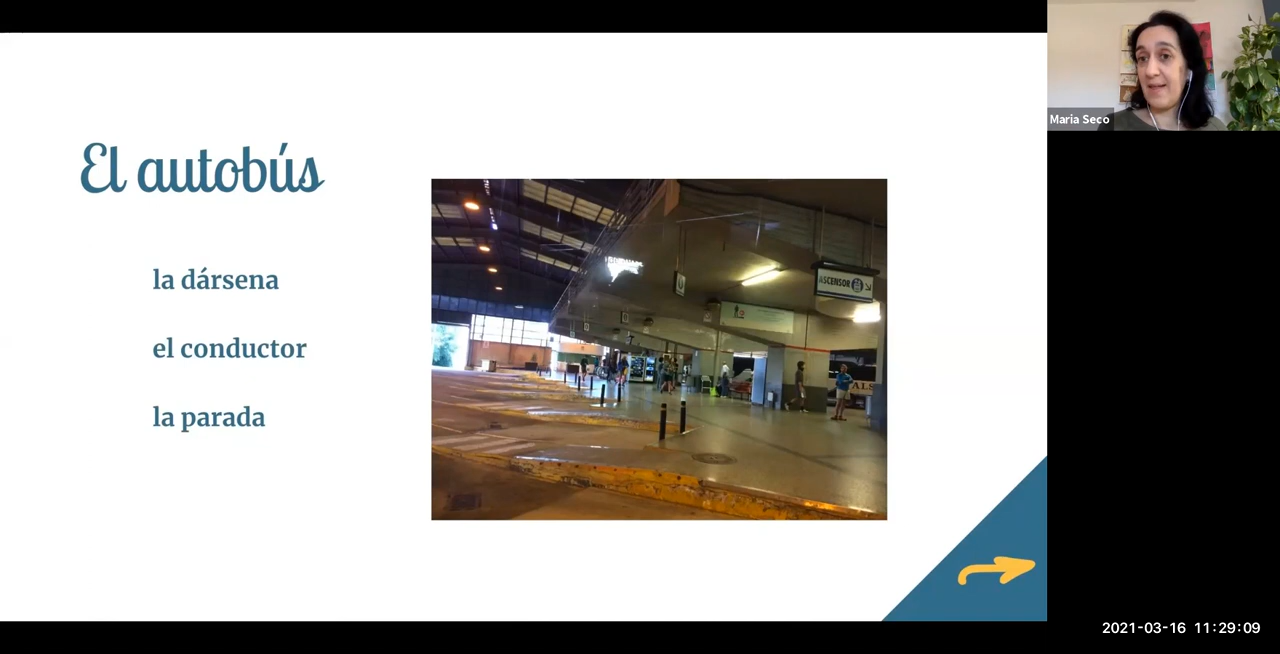 El autobús
la dársena
el conductor
la parada
ASCENSOR
Maria Seco
2021-03-16 11:29:09